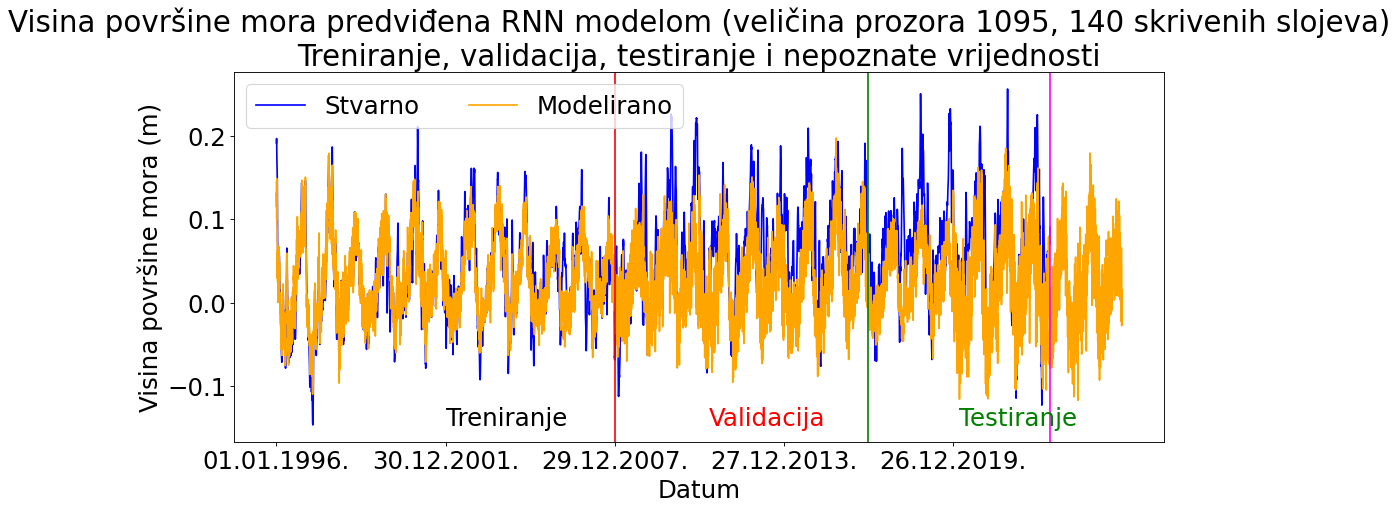 Visina površine mora predviđena RNN modelom (veličina prozora 1095, 140 skrivenih slojeva)
Treniranje, validacija, testiranje i nepoznate vrijednosti
Stvarno
Modelirano
Visina površine mora (m)
0.2
0.1
0.0
−0.1
Treniranje
Validacija
Testiranje
01.01.1996.
30.12.2001.
29.12.2007.
27.12.2013.
26.12.2019.
Datum